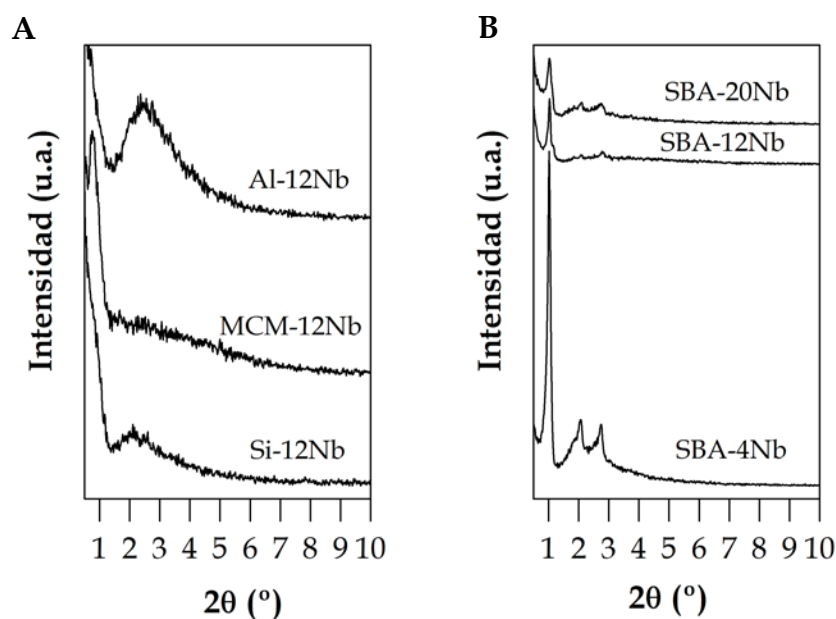 A
Intensidad (u.a.)
Al-12Nb
MCM-12Nb
Si-12Nb
1 2 3 4 5 6 7 8 9 10
2θ (º)
B
Intensidad (u.a.)
SBA-20Nb
SBA-12Nb
SBA-4Nb
1 2 3 4 5 6 7 8 9 10
2θ (º)